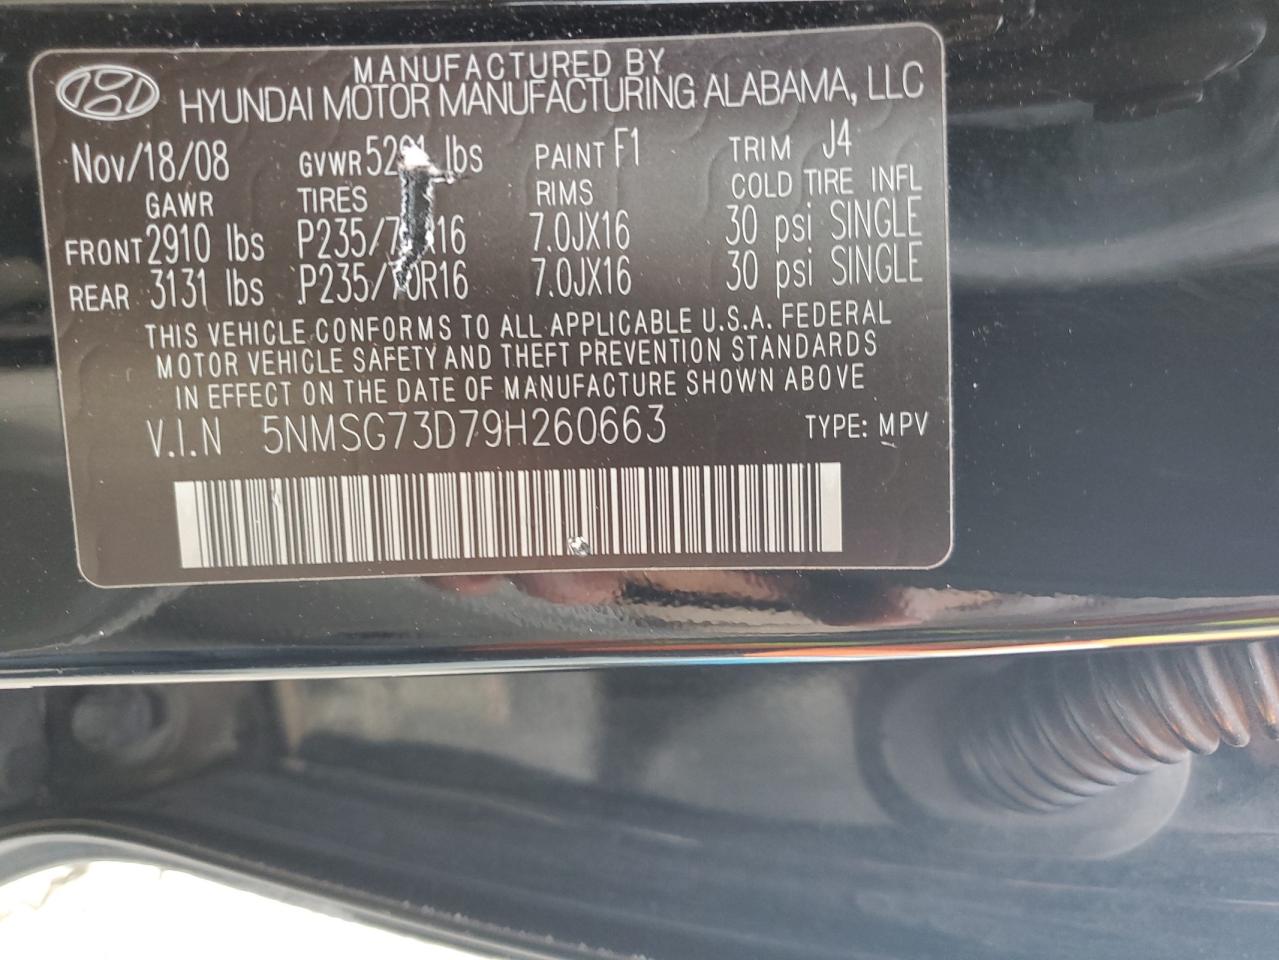 MANUFACTURED BY
HYUNDAI MOTOR MANUFACTURING ALABAMA, LLC
Nov/18/08 GVWR lbs PAINT F1 TRIM J4
GAWR TIRES RIMS COLD TIRE INFL
FRONT 2910 lbs 7.0JX16 30 psi SINGLE
REAR 3131 lbs P235/70R16 7.0JX16 30 psi SINGLE
THIS VEHICLE CONFORMS TO ALL APPLICABLE U.S.A. FEDERAL
MOTOR VEHICLE SAFETY AND THEFT PREVENTION STANDARDS
IN EFFECT ON THE DATE OF MANUFACTURE SHOWN ABOVE
V.I.N 5NMSG73D79H260663 TYPE: MPV